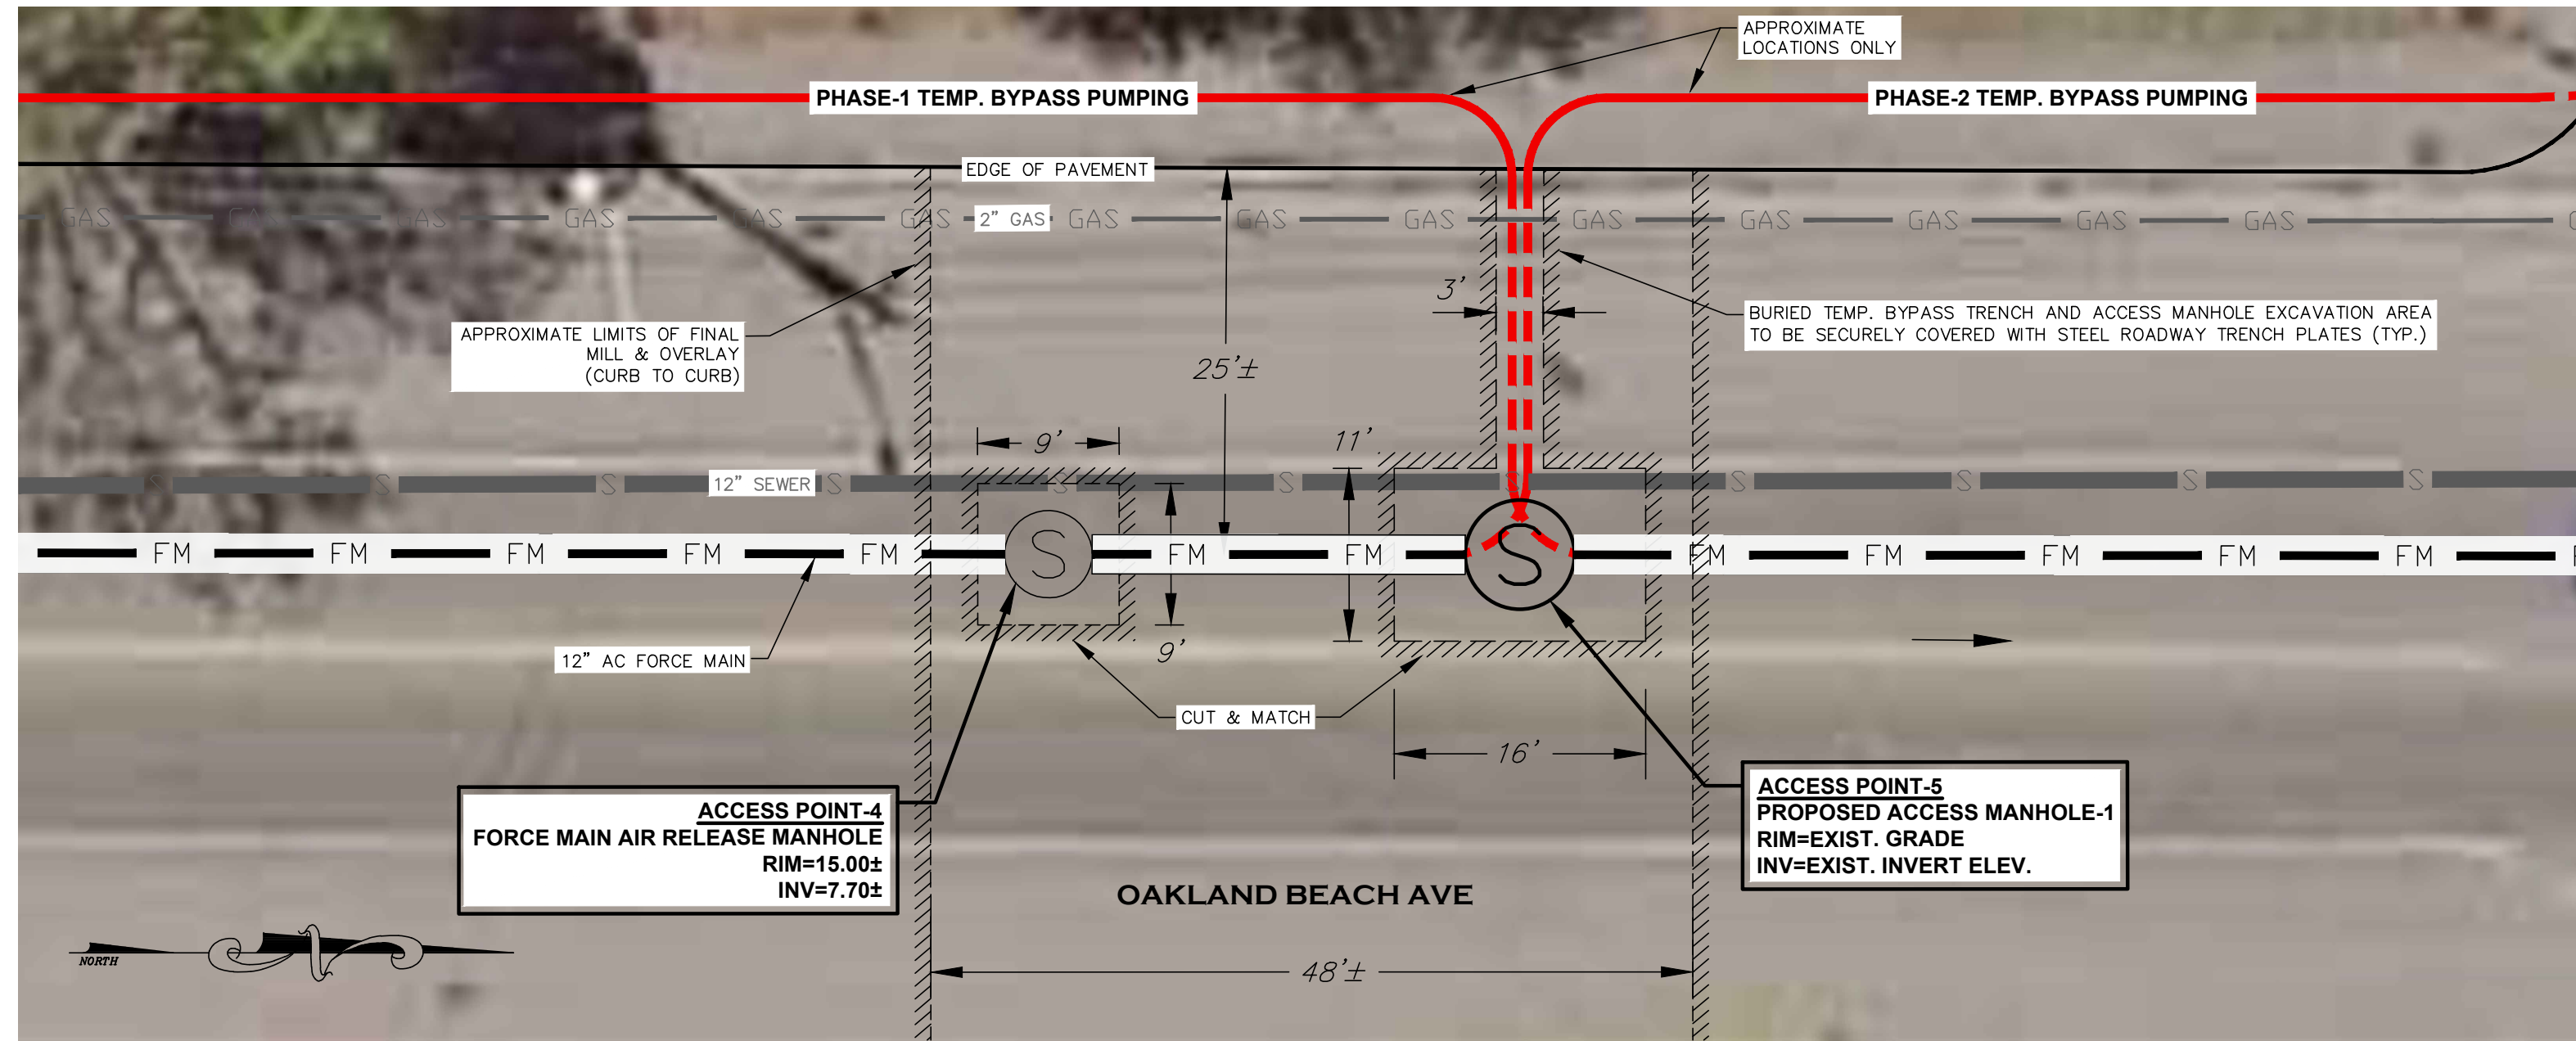 APPROXIMATE
LOCATIONS ONLY
PHASE-1 TEMP. BYPASS PUMPING
PHASE-2 TEMP. BYPASS PUMPING
EDGE OF PAVEMENT
GAS GAS GAS GAS GAS GAS 2" GAS GAS GAS GAS GAS GAS GAS GAS GAS
3'
BURIED TEMP. BYPASS TRENCH AND ACCESS MANHOLE EXCAVATION AREA
TO BE SECURELY COVERED WITH STEEL ROADWAY TRENCH PLATES (TYP.)
APPROXIMATE LIMITS OF FINAL
MILL & OVERLAY
(CURB TO CURB)
25'±
9'
11'
S S S 12" SEWER S S S S S S S S
FM FM FM FM FM S FM FM S FM FM FM FM FM
9'
12" AC FORCE MAIN
CUT & MATCH
16'
ACCESS POINT-4
FORCE MAIN AIR RELEASE MANHOLE
RIM=15.00±
INV=7.70±
ACCESS POINT-5
PROPOSED ACCESS MANHOLE-1
RIM=EXIST. GRADE
INV=EXIST. INVERT ELEV.
OAKLAND BEACH AVE
NORTH
48'±